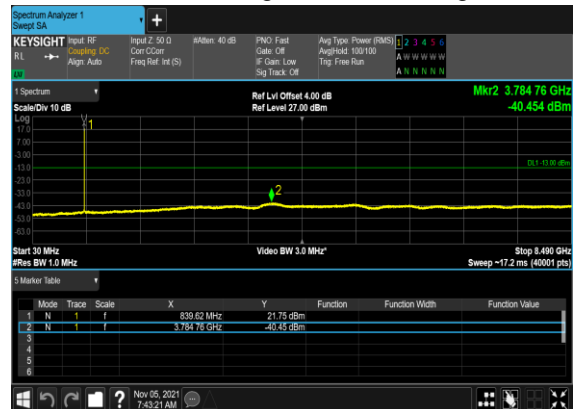 Spectrum Analyzer 1
Swept SA
+
KEYSIGHT Input: RF Input Z: 50 Ω #Atten: 40 dB PNO: Fast Avg Type: Power (RMS) 1 2 3 4 5 6
RL Coupling: DC Corr CCorr Gate: Off Avg|Hold: 100/100 A W W W W W
Align: Auto Freq Ref: Int (S) IF Gain: Low Trig: Free Run
LW Sig Track: Off A N N N N N
1 Spectrum Ref Lvl Offset 4.00 dB Mkr2 3.784 76 GHz
Scale/Div 10 dB Ref Level 27.00 dBm -40.454 dBm
Log
17.0 1
7.00
-3.00
-13.0 DL1 -13.00 dBm
-23.0
-33.0 2
-43.0
-53.0
-63.0
Start 30 MHz Video BW 3.0 MHz* Stop 8.490 GHz
#Res BW 1.0 MHz Sweep ~17.2 ms (40001 pts)
5 Marker Table
Mode Trace Scale X Y Function Function Width Function Value
1 N 1 f 839.62 MHz 21.75 dBm
2 N 1 f 3.784 76 MHz -40.45 dBm
3
4
5
6
? Nov 05, 2021
7:43:21 AM